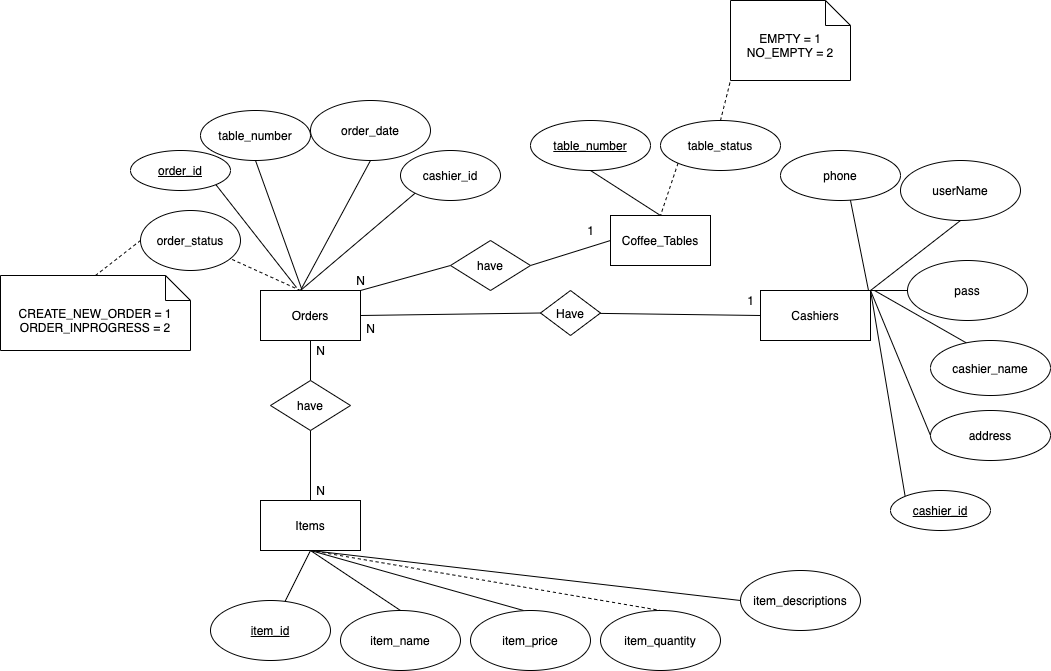 EMPTY = 1
NO_EMPTY = 2
order_date
table_number
table_number
table_status
order_id
cashier_id
phone
userName
order_status
Coffee_Tables
1
have
N
pass
CREATE_NEW_ORDER = 1
ORDER_INPROGRESS = 2
Orders
N
Have
1
Cashiers
N
cashier_name
have
address
N
cashier_id
Items
item_descriptions
item_id
item_name
item_price
item_quantity